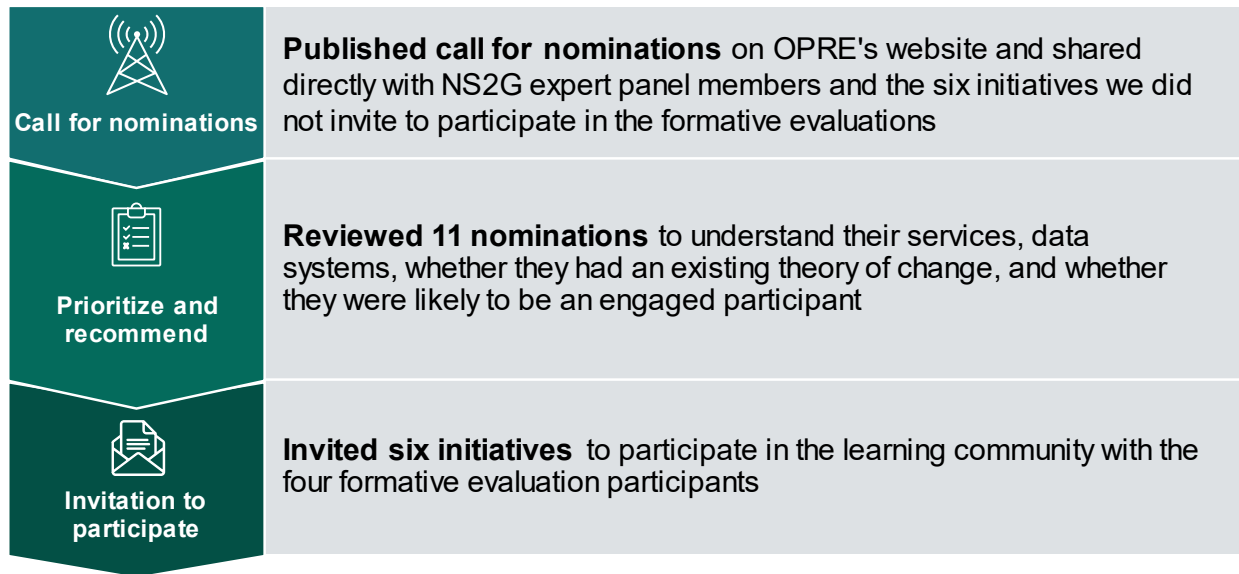 Call for nominations
Published call for nominations on OPRE's website and shared
directly with NS2G expert panel members and the six initiatives we did
not invite to participate in the formative evaluations
Prioritize and
recommend
Reviewed 11 nominations to understand their services, data
systems, whether they had an existing theory of change, and whether
they were likely to be an engaged participant
Invitation to
participate
Invited six initiatives to participate in the learning community with the
four formative evaluation participants